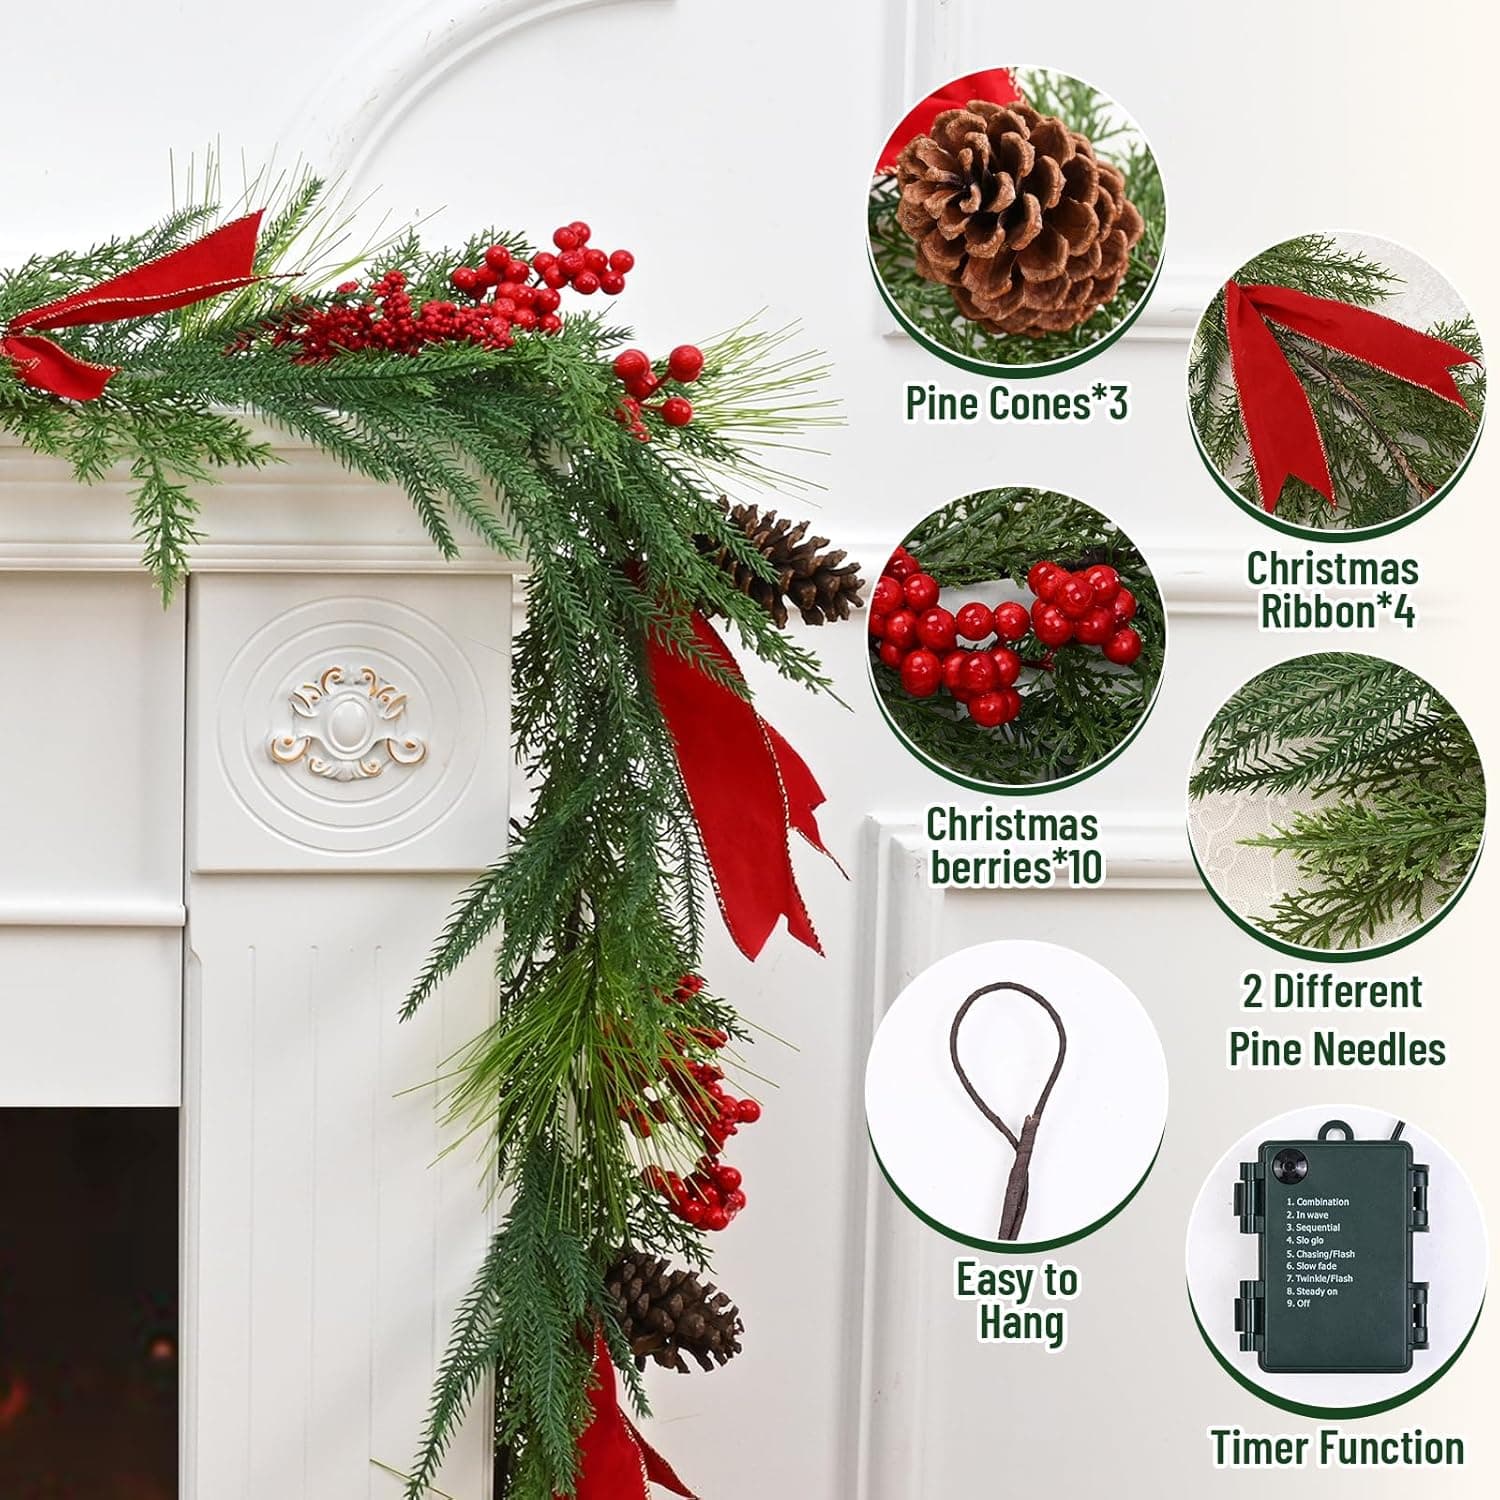 Pine Cones*3
Christmas
Ribbon*4
Christmas
berries*10
2 Different
Pine Needles
Easy to
Hang
1. Combination
2. In wave
3. Sequential
4. Slo glo
5. Chasing/Flash
6. Slow fade
7. Twinkle/Flash
8. Steady on
9. Off
Timer Function